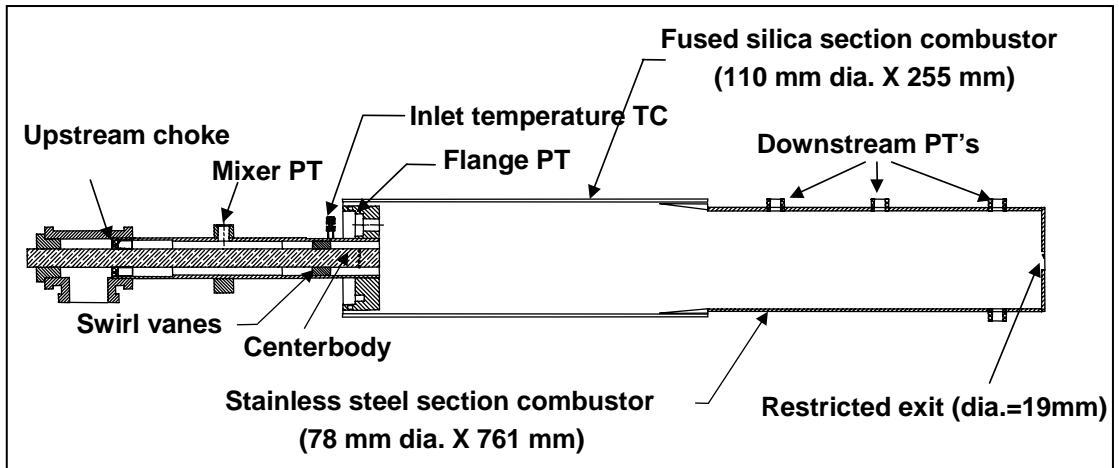 Fused silica section combustor
(110 mm dia. X 255 mm)
Inlet temperature TC
Upstream choke
Flange PT
Downstream PT's
Mixer PT
Swirl vanes
Centerbody
Stainless steel section combustor
(78 mm dia. X 761 mm)
Restricted exit (dia.=19mm)